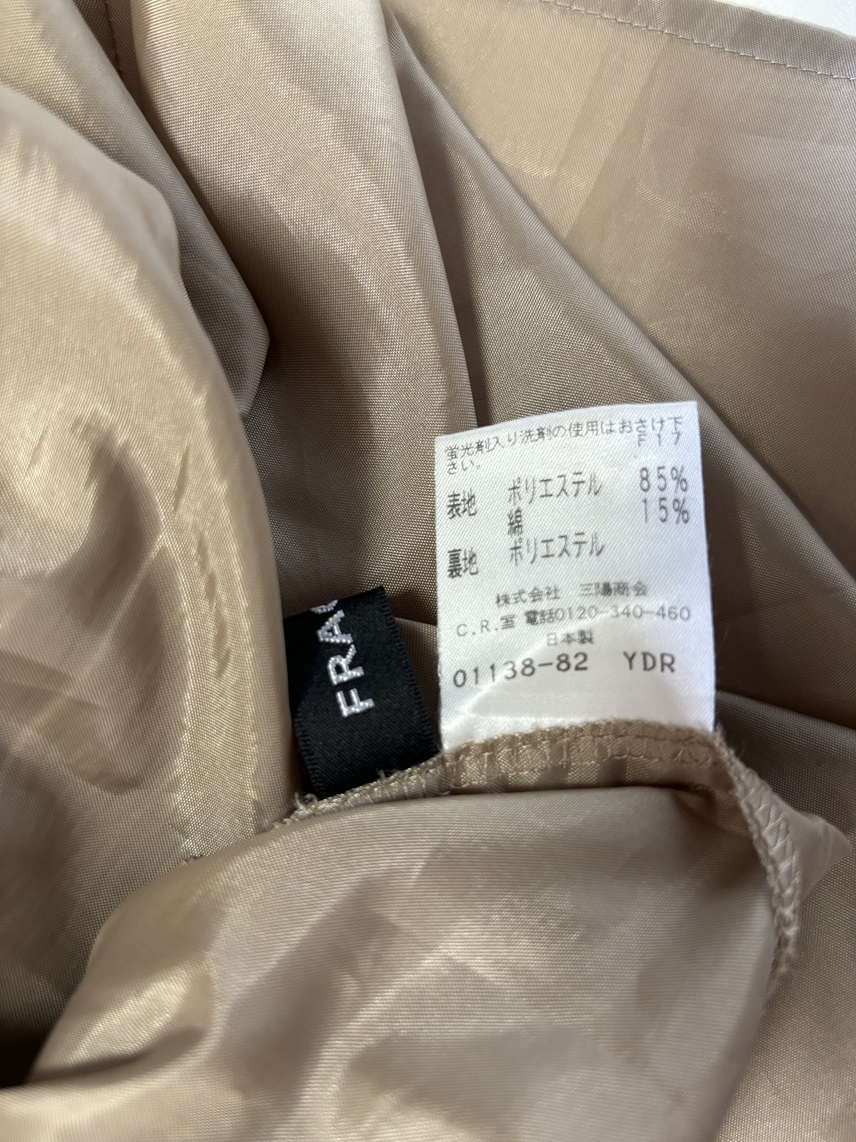 蛍光剤入り洗剤の使用はおさけ下
さい。 F17
表地 ポリエステル 85%
綿 15%
裏地 ポリエステル
株式会社 三陽商会
C.R.室 電話0120-340-460
日本製
01138-82 YDR